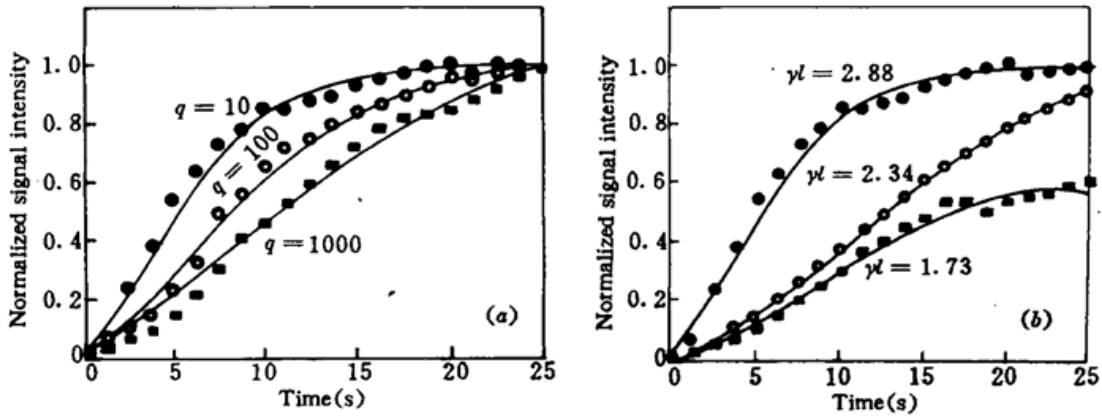 Normalized signal intensity
1.0
0.8
0.6
0.4
0.2
0
q = 10
q = 100
q = 1000
(a)
0 5 10 15 20 25
Time(s)
Normalized signal intensity
1.0
0.8
0.6
0.4
0.2
0
γl = 2.88
γl = 2.34
γl = 1.73
(b)
0 5 10 15 20 25
Time(s)